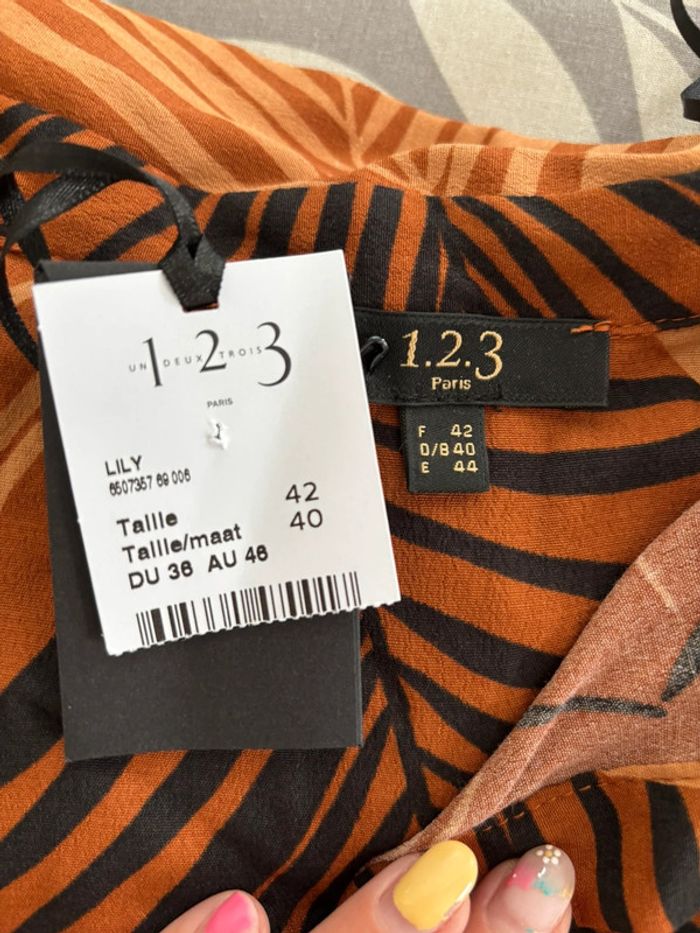 1 2 3
UN DEUX TROIS
PARIS
LILY
6507357 69 006
Taille 42
Taille/maat 40
DU 36 AU 46
1.2.3
Paris
F 42
D/B 40
E 44